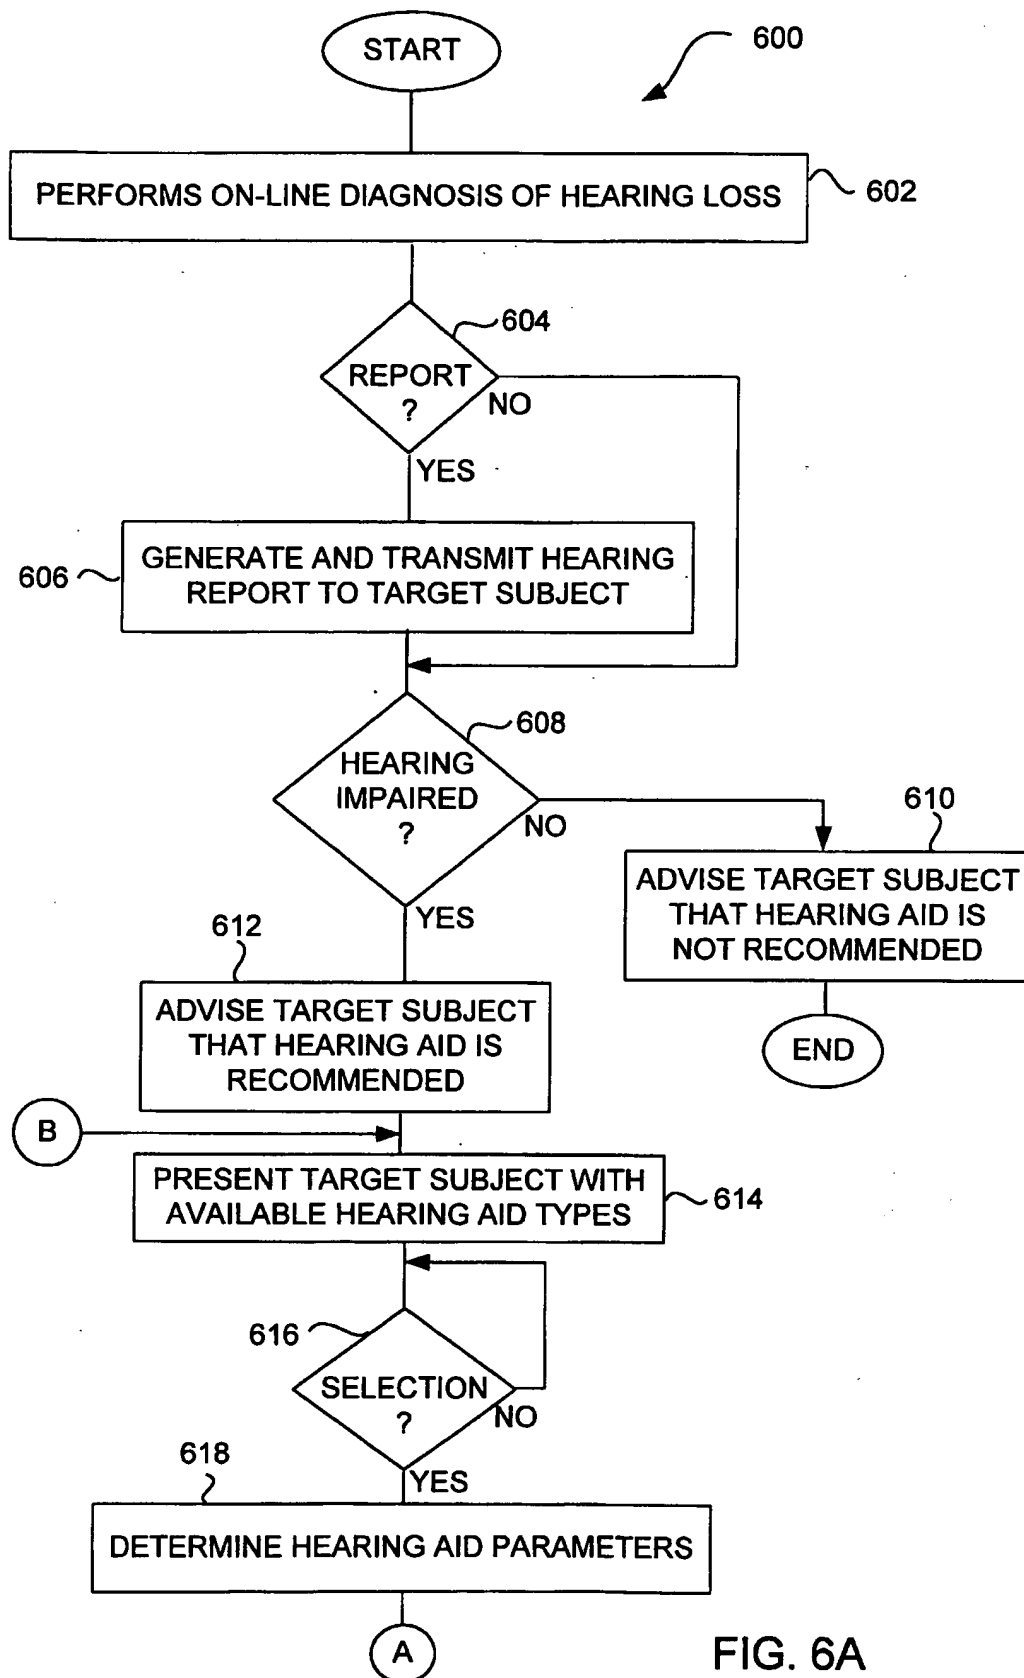 START
600
PERFORMS ON-LINE DIAGNOSIS OF HEARING LOSS
602
604
REPORT
?
NO
YES
606
GENERATE AND TRANSMIT HEARING
REPORT TO TARGET SUBJECT
608
HEARING
IMPAIRED
?
NO
YES
610
ADVISE TARGET SUBJECT
THAT HEARING AID IS
NOT RECOMMENDED
END
612
ADVISE TARGET SUBJECT
THAT HEARING AID IS
RECOMMENDED
B
PRESENT TARGET SUBJECT WITH
AVAILABLE HEARING AID TYPES
614
616
SELECTION
?
NO
YES
618
DETERMINE HEARING AID PARAMETERS
A
FIG. 6A